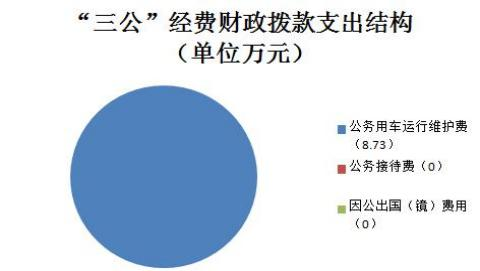 “三公”经费财政拨款支出结构
（单位万元）
公务用车运行维护费
（8.73）
公务接待费（0）
因公出国（镜）费用
（0）